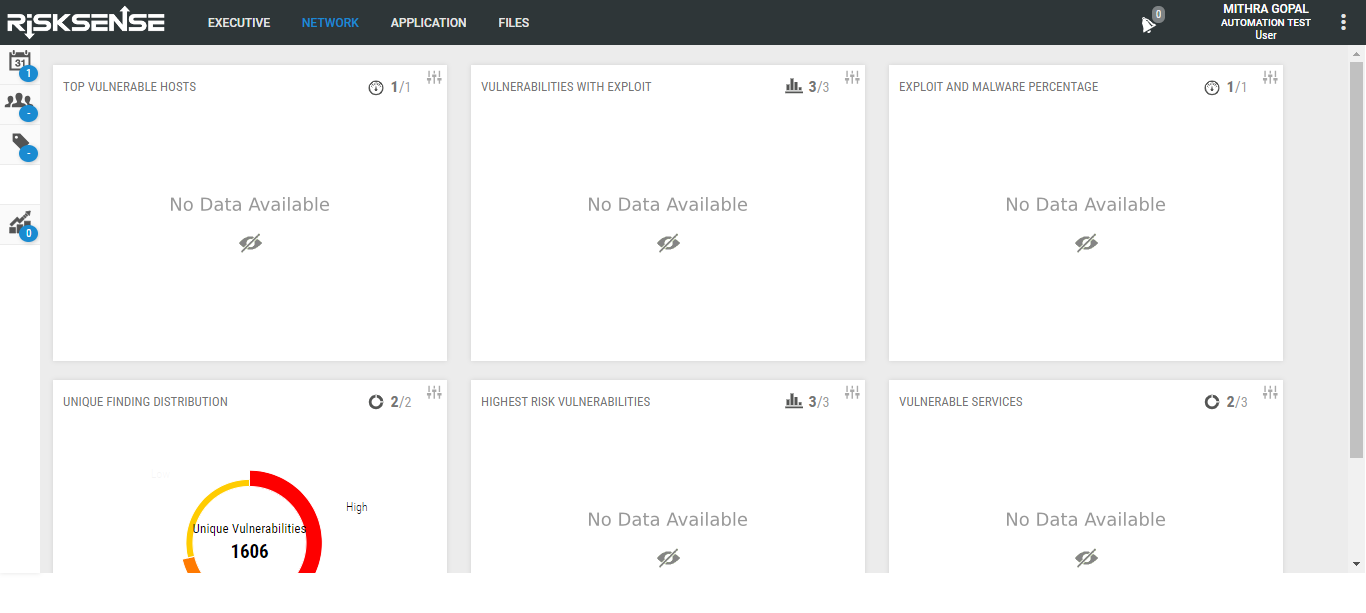 RiSKSENSE
EXECUTIVE
NETWORK
APPLICATION
FILES
0
MITHRA GOPAL
AUTOMATION TEST
User
31
1
-
-
0
TOP VULNERABLE HOSTS
1/1
VULNERABILITIES WITH EXPLOIT
3/3
EXPLOIT AND MALWARE PERCENTAGE
1/1
No Data Available
No Data Available
No Data Available
UNIQUE FINDING DISTRIBUTION
2/2
HIGHEST RISK VULNERABILITIES
3/3
VULNERABLE SERVICES
2/3
High
Unique Vulnerabilities
1606
No Data Available
No Data Available